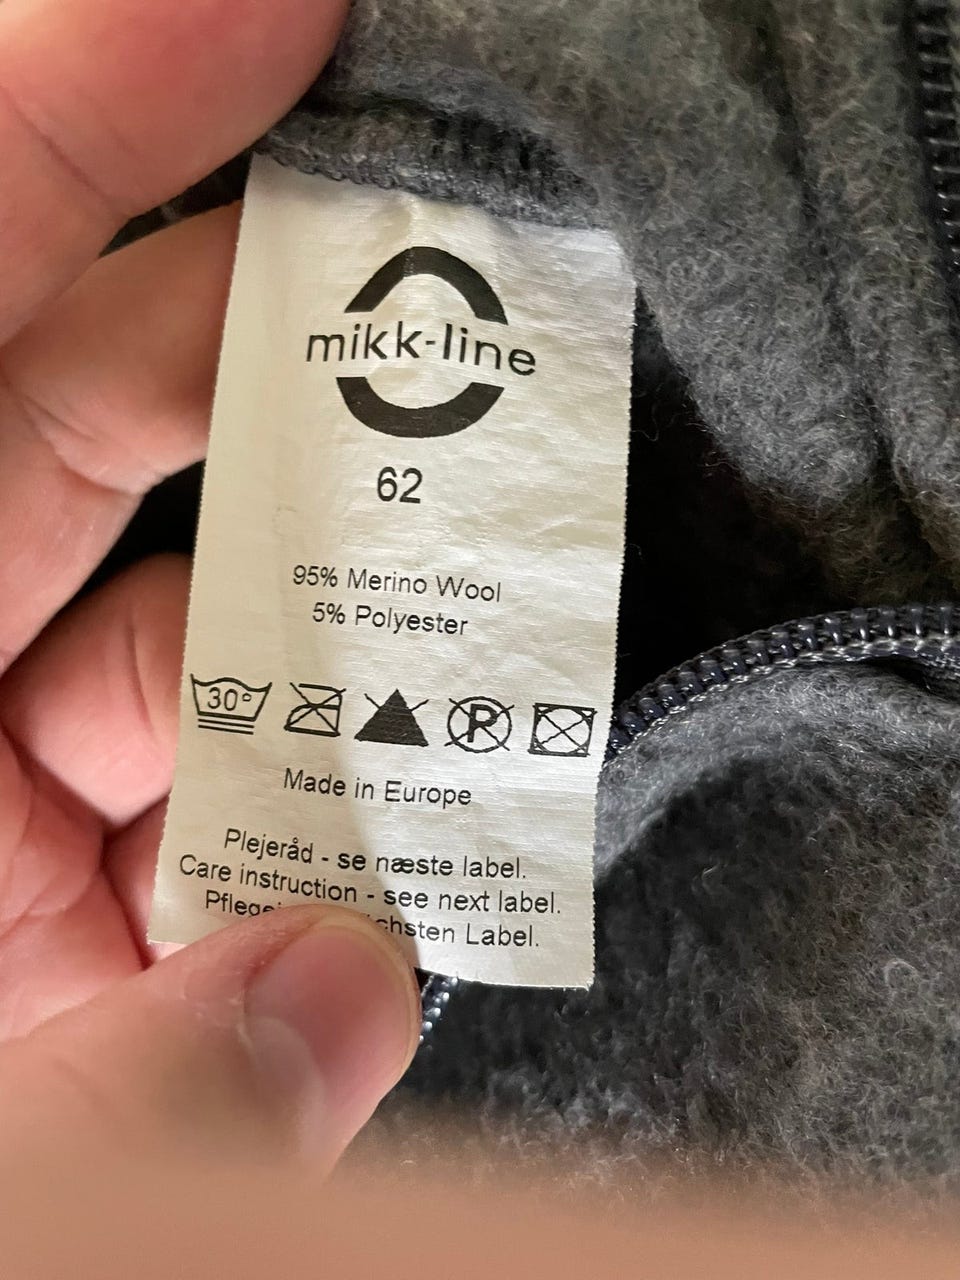 mikk-line
62
95% Merino Wool
5% Polyester
30°
P
Made in Europe
Plejeråd - se næste label.
Care instruction - see next label.
Label.